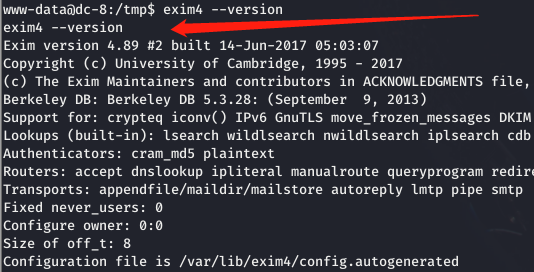 www-data@dc-8:/tmp$ exim4 --version
exim4 --version
Exim version 4.89 #2 built 14-Jun-2017 05:03:07
Copyright (c) University of Cambridge, 1995 - 2017
(c) The Exim Maintainers and contributors in ACKNOWLEDGMENTS file,
Berkeley DB: Berkeley DB 5.3.28: (September  9, 2013)
Support for: crypteq iconv() IPv6 GnuTLS move_frozen_messages DKIM
Lookups (built-in): lsearch wildlsearch nwildlsearch iplsearch cdb
Authenticators: cram_md5 plaintext
Routers: accept dnslookup ipliteral manualroute queryprogram redire
Transports: appendfile/maildir/mailstore autoreply lmtp pipe smtp
Fixed never_users: 0
Configure owner: 0:0
Size of off_t: 8
Configuration file is /var/lib/exim4/config.autogenerated